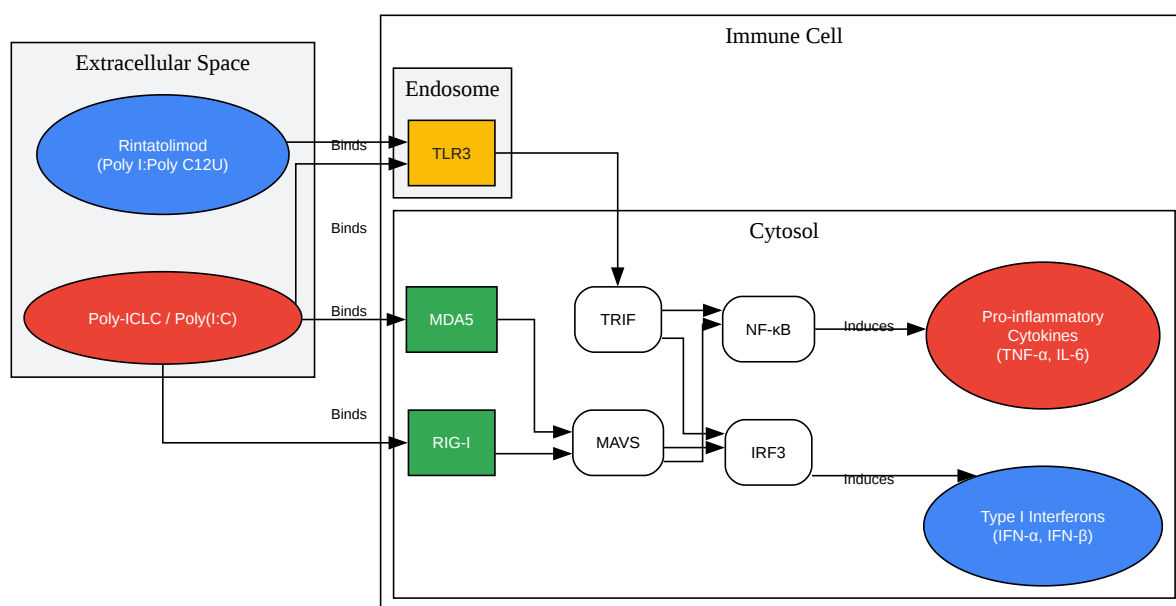 Immune Cell
Extracellular Space
Endosome
Rintatolimod
(Poly I:Poly C12U)
Binds
TLR3
Binds
Cytosol
Poly-ICLC / Poly(I:C)
Binds
MDA5
TRIF
NF-κB
Induces
Pro-inflammatory
Cytokines
(TNF-α, IL-6)
Binds
RIG-I
MAVS
IRF3
Induces
Type I Interferons
(IFN-α, IFN-β)